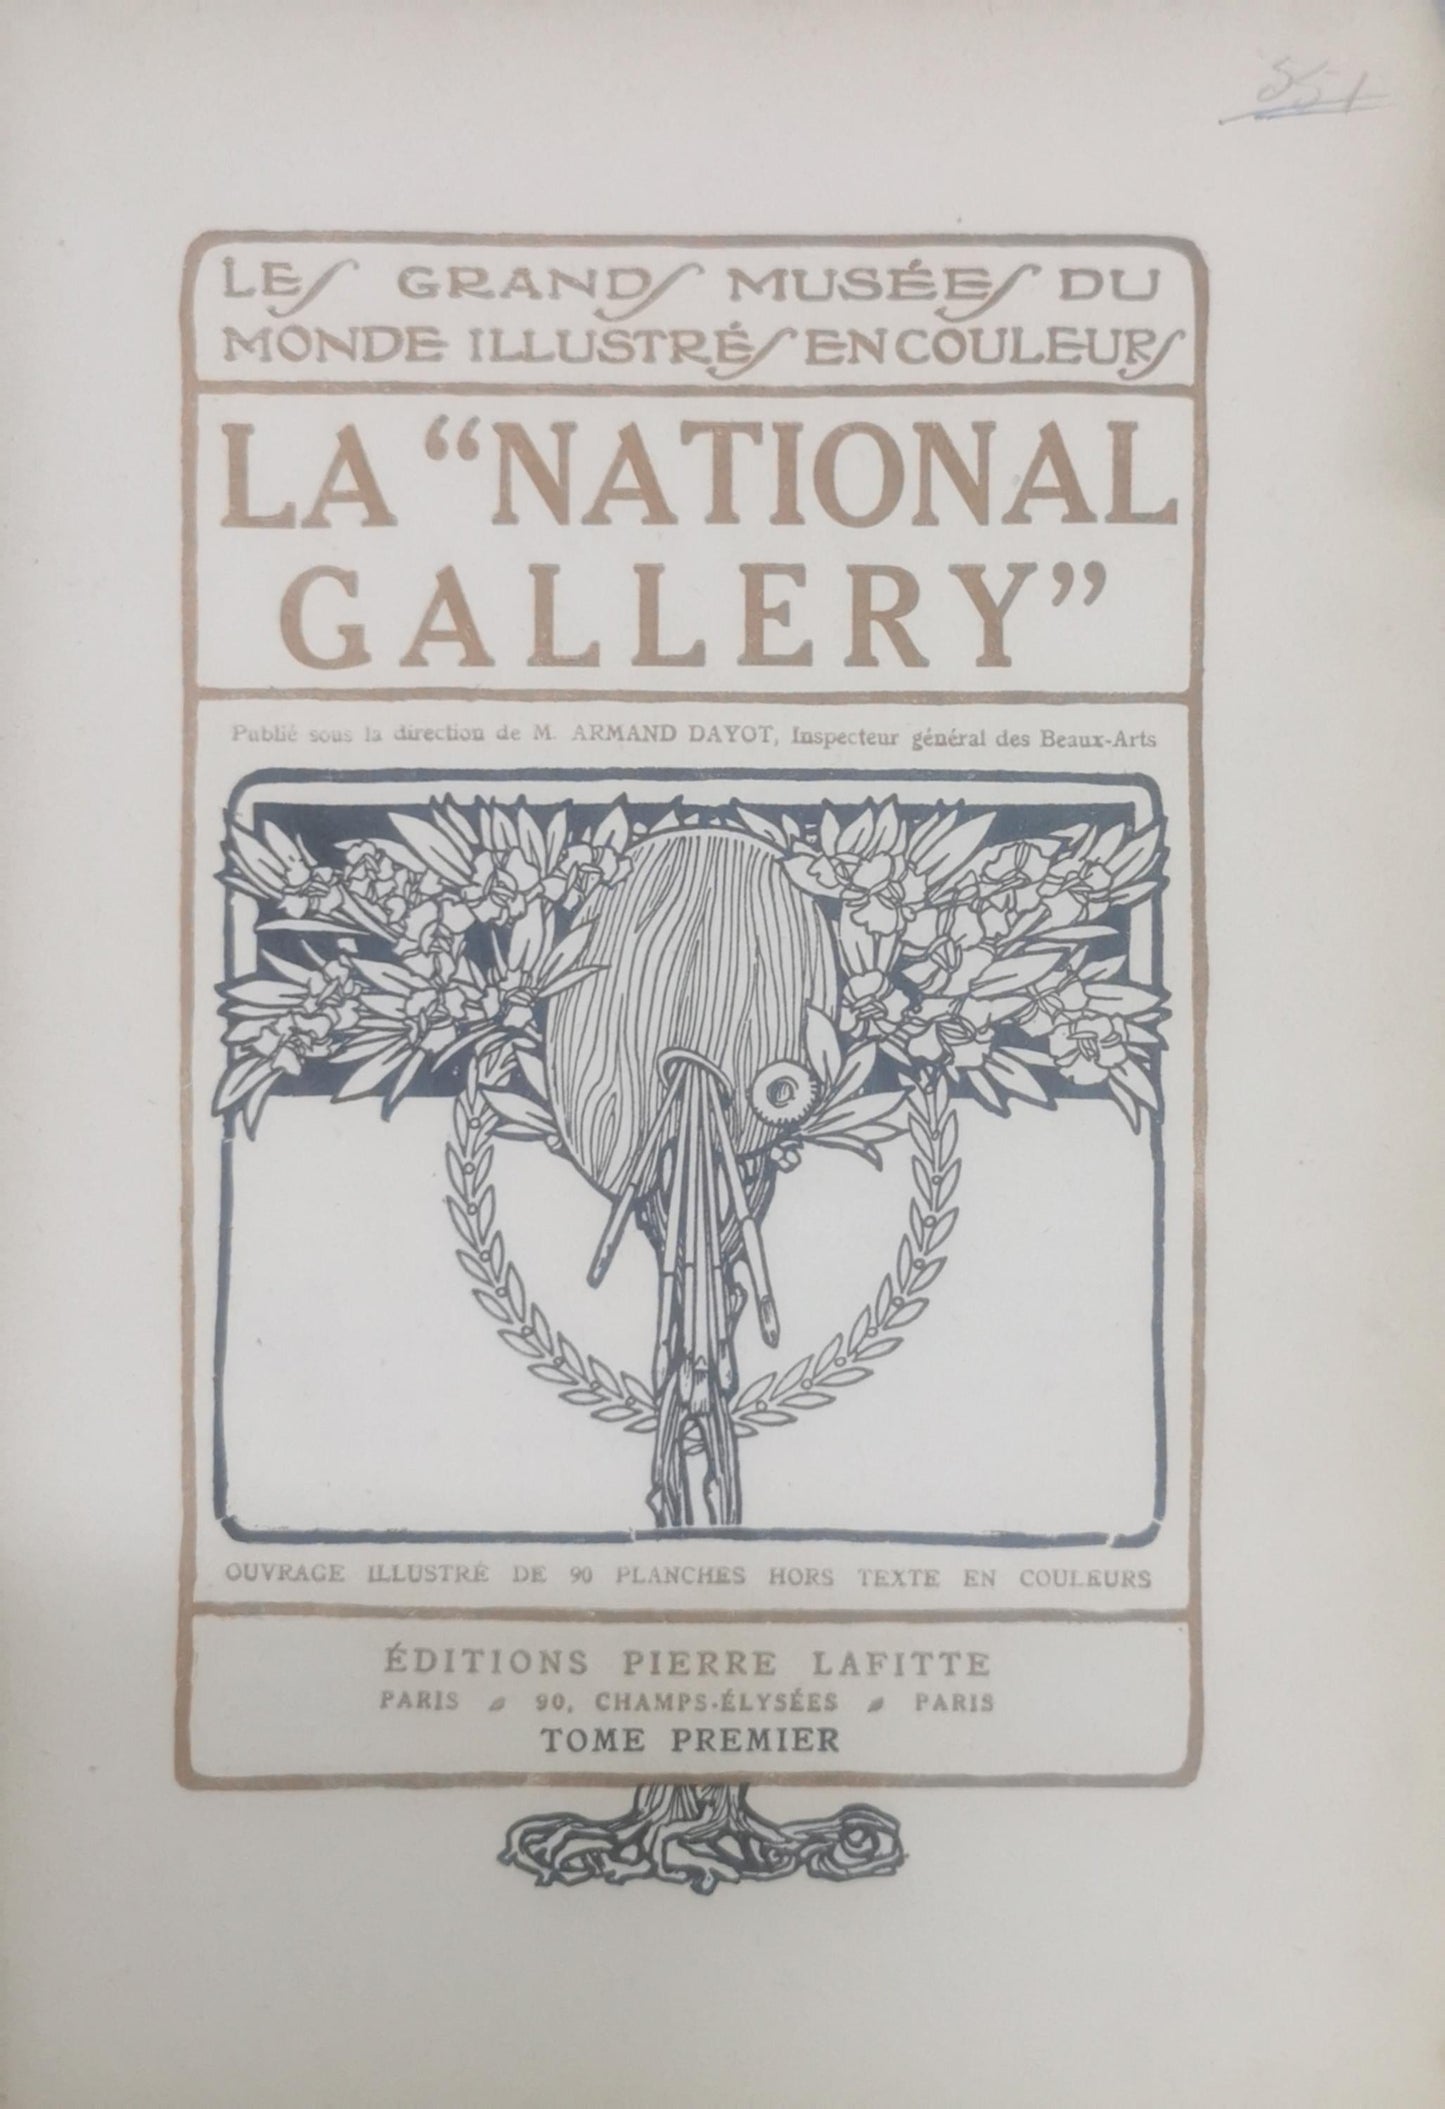 LES GRANDS MUSÉES DU
MONDE ILLUSTRÉS EN COULEURS
LA “NATIONAL
GALLERY”
Publié sous la direction de M. ARMAND DAYOT, Inspecteur général des Beaux-Arts
OUVRAGE ILLUSTRÉ DE 90 PLANCHES HORS TEXTE EN COULEURS
ÉDITIONS PIERRE LAFITTE
PARIS 90, CHAMPS-ÉLYSÉES PARIS
TOME PREMIER